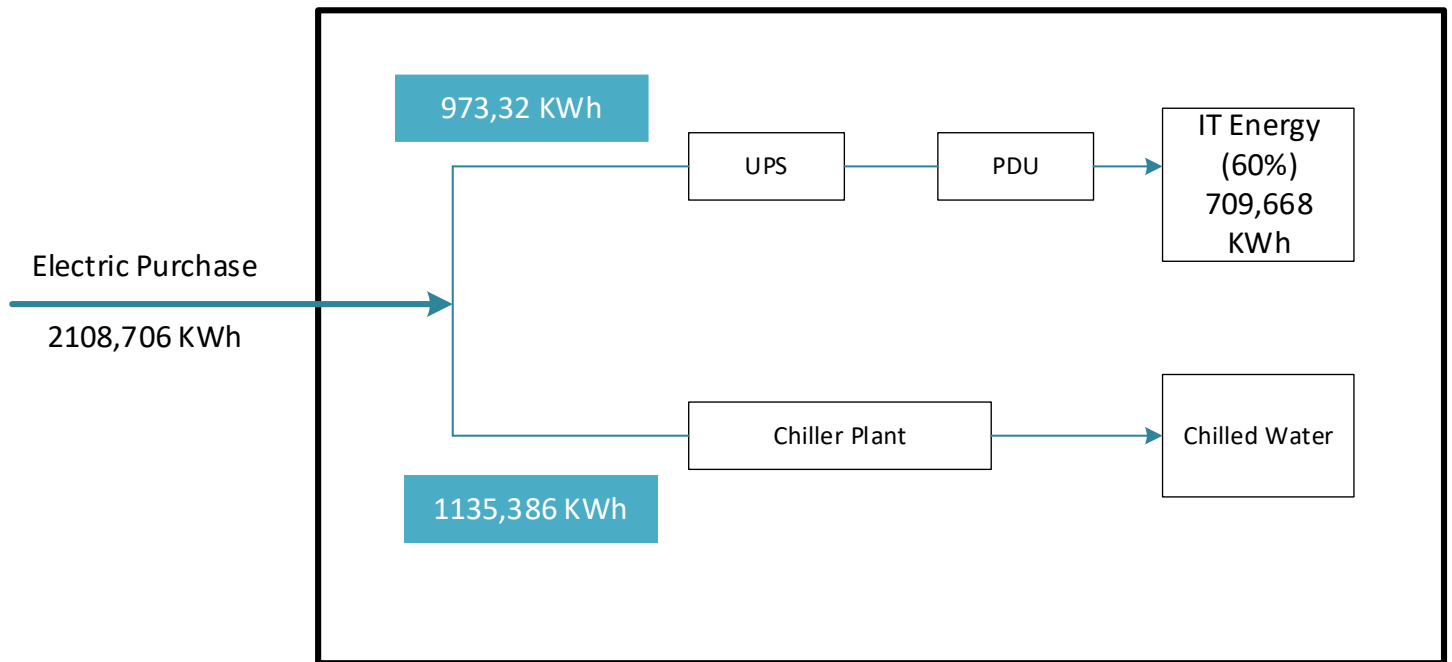 973,32 KWh
UPS
PDU
IT Energy
(60%)
709,668
KWh
Electric Purchase
2108,706 KWh
Chiller Plant
Chilled Water
1135,386 KWh